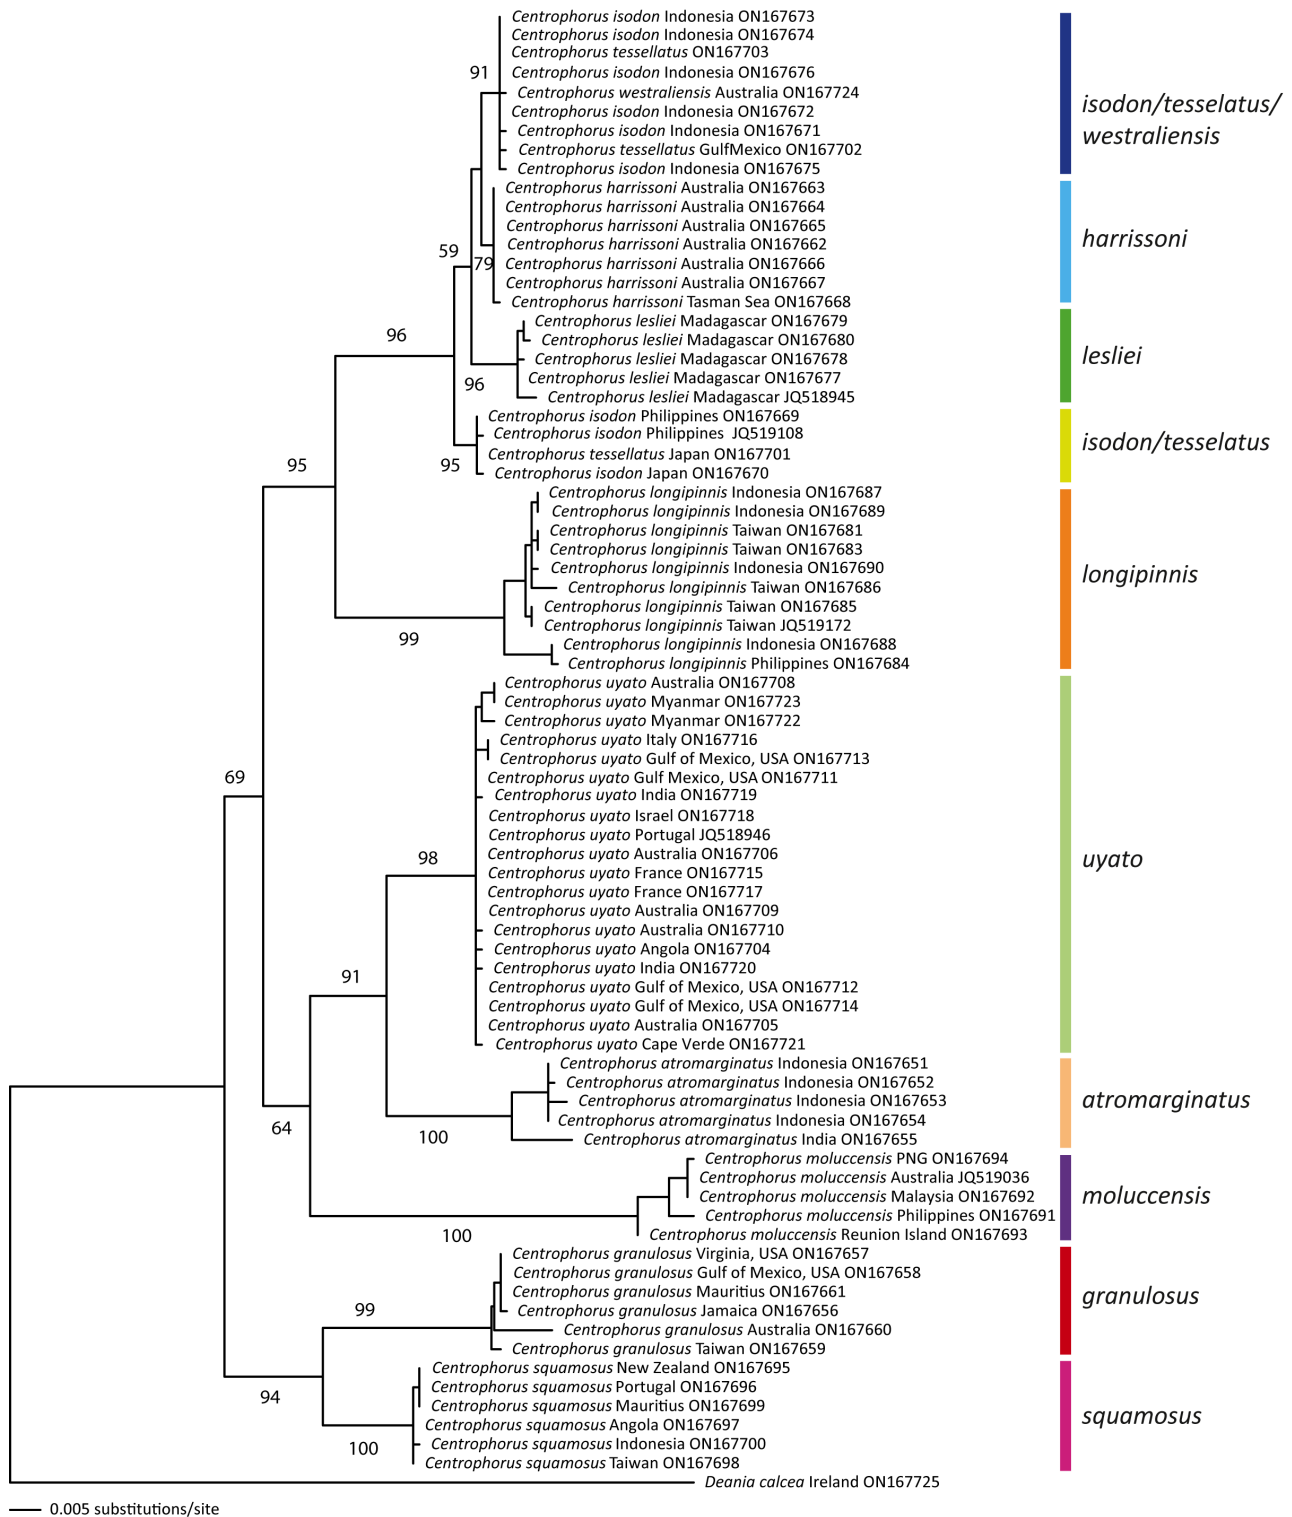 Centrophorus isodon Indonesia ON167673
Centrophorus isodon Indonesia ON167674
Centrophorus tessellatus ON167703
Centrophorus isodon Indonesia ON167676
91
Centrophorus westraliensis Australia ON167724
Centrophorus isodon Indonesia ON167672
Centrophorus isodon Indonesia ON167671
Centrophorus tessellatus GulfMexico ON167702
Centrophorus isodon Indonesia ON167675
isodon/tesselatus/
westraliensis
Centrophorus harrissoni Australia ON167663
Centrophorus harrissoni Australia ON167664
Centrophorus harrissoni Australia ON167665
Centrophorus harrissoni Australia ON167662
59
79
Centrophorus harrissoni Australia ON167666
Centrophorus harrissoni Australia ON167667
Centrophorus harrissoni Tasman Sea ON167668
harrissoni
Centrophorus lesliei Madagascar ON167679
Centrophorus lesliei Madagascar ON167680
96
Centrophorus lesliei Madagascar ON167678
Centrophorus lesliei Madagascar ON167677
96
Centrophorus lesliei Madagascar JQ518945
lesliei
Centrophorus isodon Philippines ON167669
Centrophorus isodon Philippines JQ519108
Centrophorus tessellatus Japan ON167701
95
95
Centrophorus isodon Japan ON167670
isodon/tesselatus
Centrophorus longipinnis Indonesia ON167687
Centrophorus longipinnis Indonesia ON167689
Centrophorus longipinnis Taiwan ON167681
Centrophorus longipinnis Taiwan ON167683
Centrophorus longipinnis Indonesia ON167690
Centrophorus longipinnis Taiwan ON167686
Centrophorus longipinnis Taiwan ON167685
Centrophorus longipinnis Taiwan JQ519172
99
Centrophorus longipinnis Indonesia ON167688
Centrophorus longipinnis Philippines ON167684
longipinnis
Centrophorus uyato Australia ON167708
Centrophorus uyato Myanmar ON167723
Centrophorus uyato Myanmar ON167722
Centrophorus uyato Italy ON167716
Centrophorus uyato Gulf of Mexico, USA ON167713
69
Centrophorus uyato Gulf Mexico, USA ON167711
Centrophorus uyato India ON167719
Centrophorus uyato Israel ON167718
Centrophorus uyato Portugal JQ518946
98
Centrophorus uyato Australia ON167706
Centrophorus uyato France ON167715
Centrophorus uyato France ON167717
Centrophorus uyato Australia ON167709
Centrophorus uyato Australia ON167710
Centrophorus uyato Angola ON167704
91
Centrophorus uyato India ON167720
Centrophorus uyato Gulf of Mexico, USA ON167712
Centrophorus uyato Gulf of Mexico, USA ON167714
Centrophorus uyato Australia ON167705
Centrophorus uyato Cape Verde ON167721
uyato
Centrophorus atromarginatus Indonesia ON167651
Centrophorus atromarginatus Indonesia ON167652
Centrophorus atromarginatus Indonesia ON167653
Centrophorus atromarginatus Indonesia ON167654
64
100
Centrophorus atromarginatus India ON167655
atromarginatus
Centrophorus moluccensis PNG ON167694
Centrophorus moluccensis Australia JQ519036
Centrophorus moluccensis Malaysia ON167692
Centrophorus moluccensis Philippines ON167691
100
Centrophorus moluccensis Reunion Island ON167693
moluccensis
Centrophorus granulosus Virginia, USA ON167657
Centrophorus granulosus Gulf of Mexico, USA ON167658
Centrophorus granulosus Mauritius ON167661
99
Centrophorus granulosus Jamaica ON167656
Centrophorus granulosus Australia ON167660
Centrophorus granulosus Taiwan ON167659
granulosus
Centrophorus squamosus New Zealand ON167695
Centrophorus squamosus Portugal ON167696
94
Centrophorus squamosus Mauritius ON167699
Centrophorus squamosus Angola ON167697
100
Centrophorus squamosus Indonesia ON167700
Centrophorus squamosus Taiwan ON167698
squamosus
Deania calcea Ireland ON167725
0.005 substitutions/site